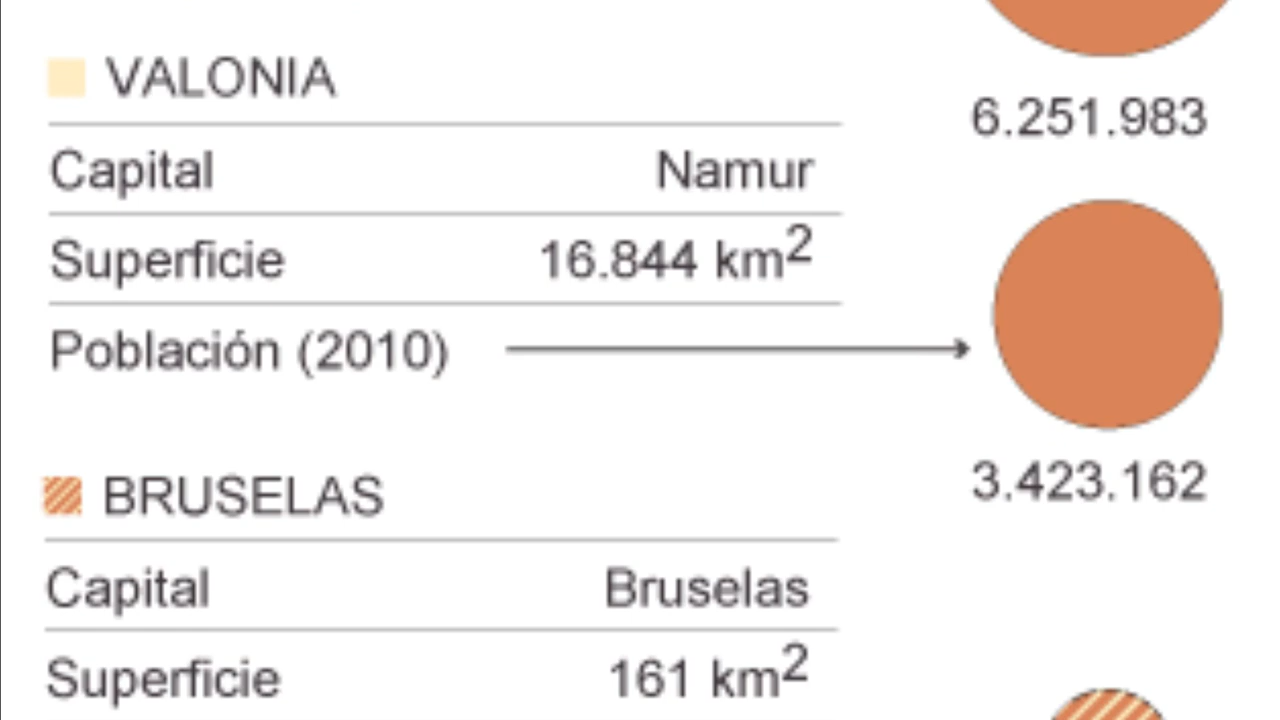 6.251.983
VALONIA
Capital Namur
Superficie 16.844 km²
Población (2010)
3.423.162
BRUSELAS
Capital Bruselas
Superficie 161 km²